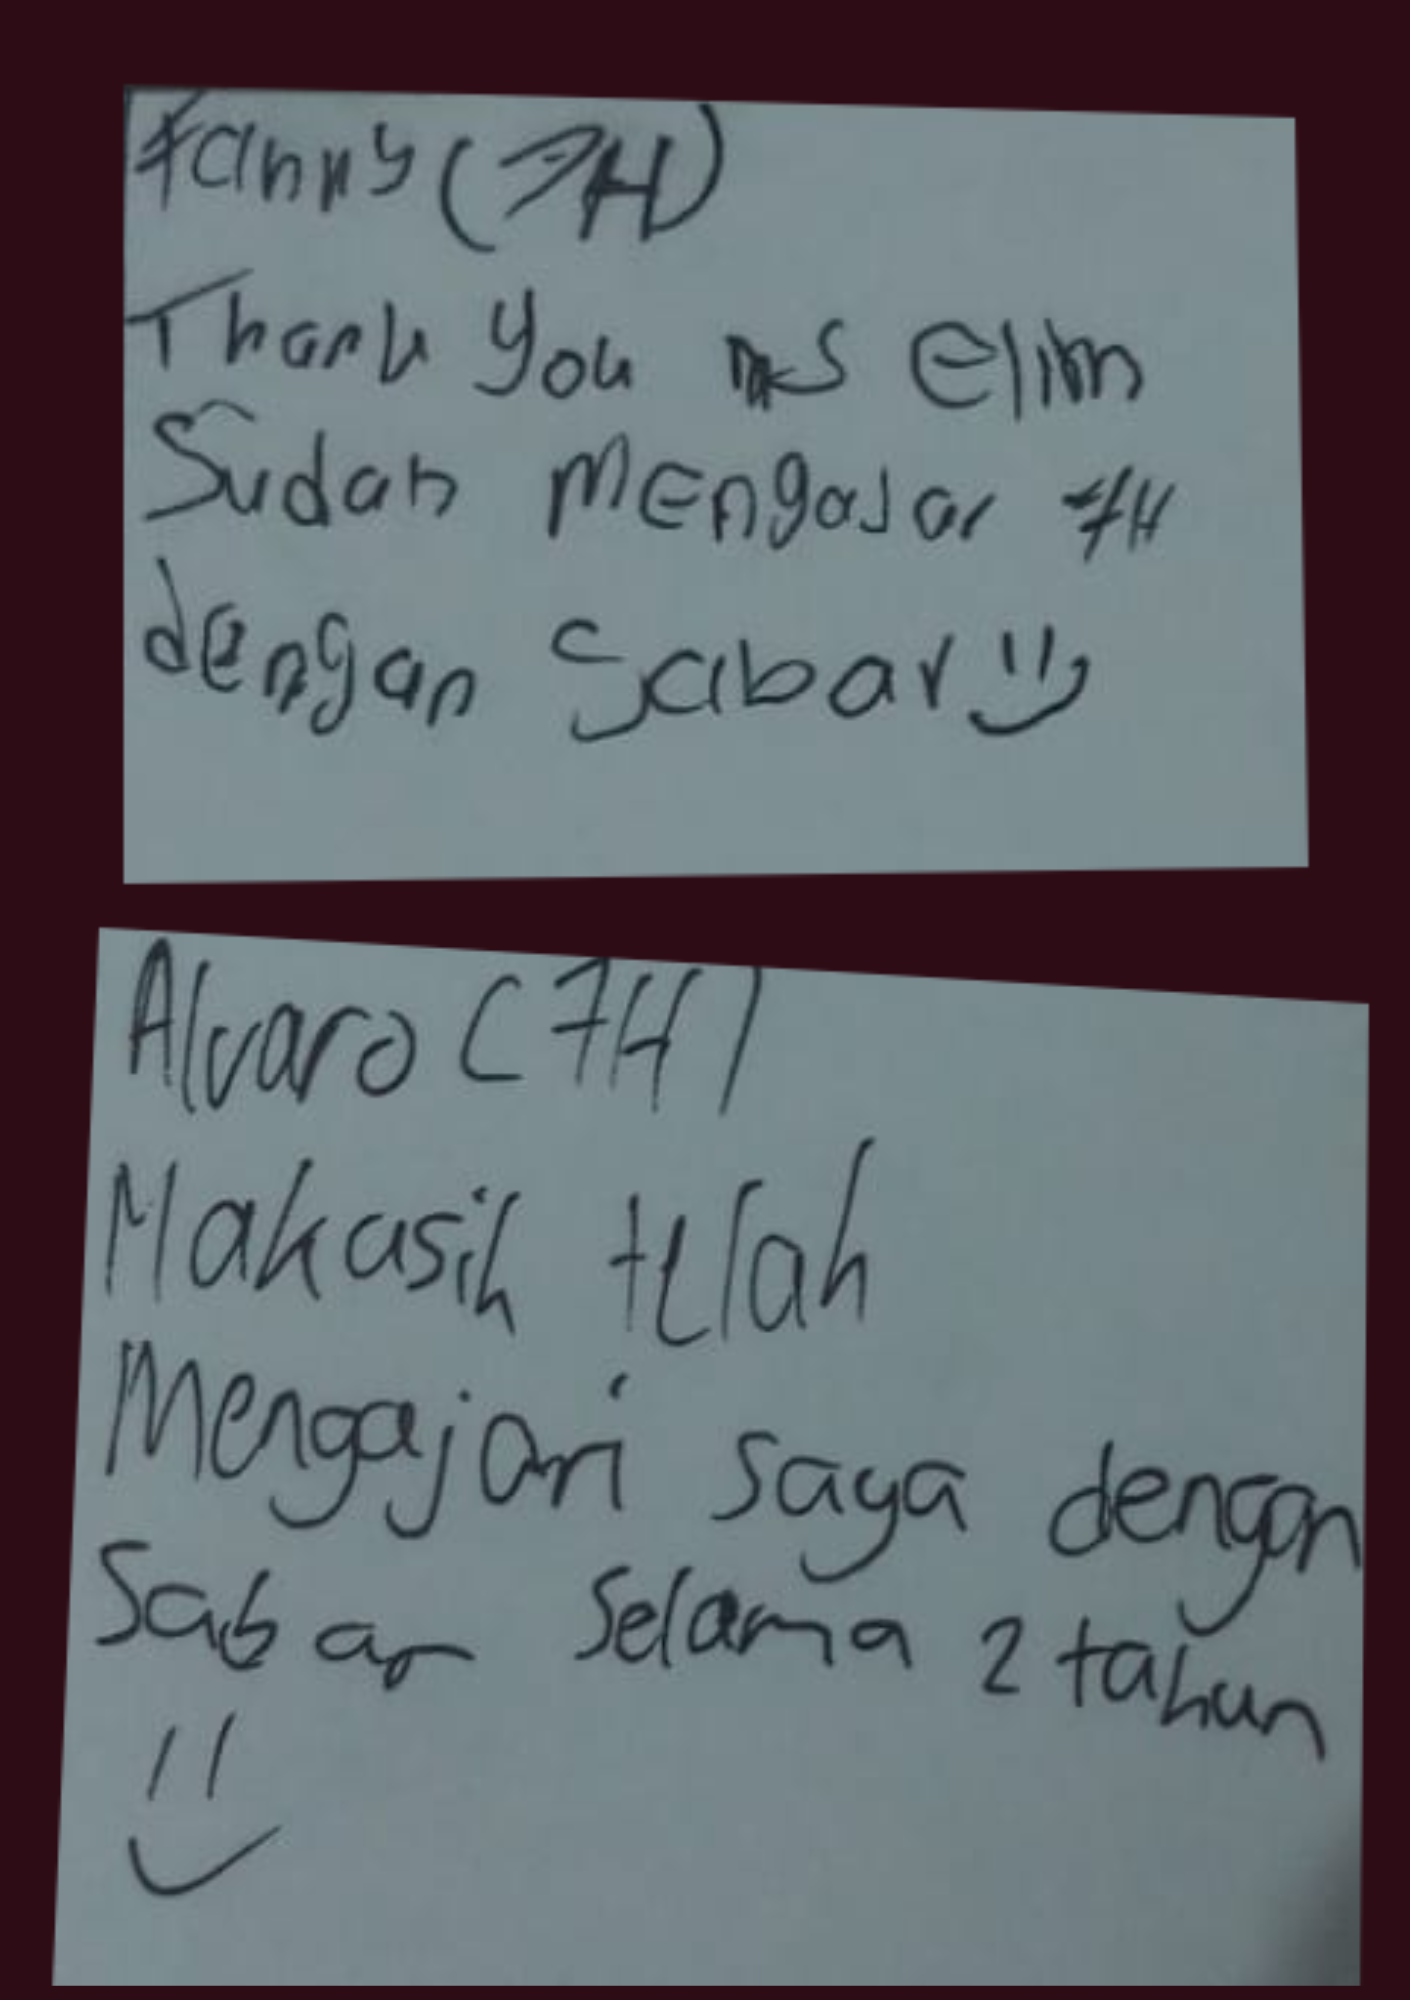 Fanny (7H)
Thank you Ms Elim
Sudah mengajar 7H
dengan Sabar
Alvaro (7H)
Makasih telah
Mengajari saya dengan
Sabar selama 2 tahun